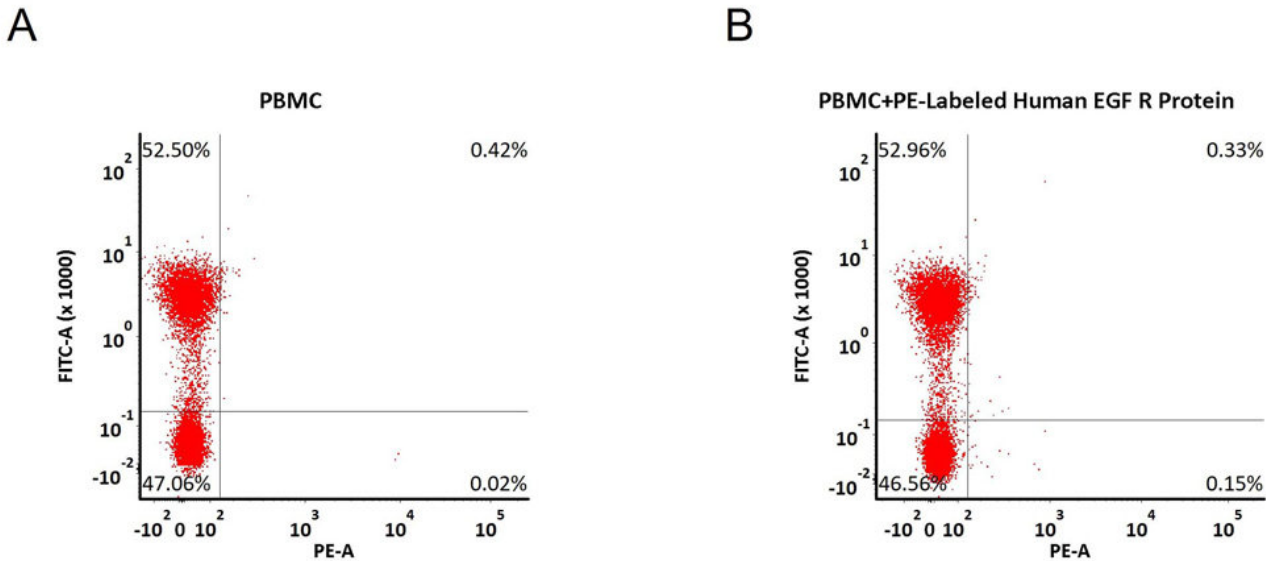 A
B
PBMC
PBMC+PE-Labeled Human EGF R Protein
52.50%
0.42%
10^2
10^1
10^0
10^-1
-10^-2
FITC-A (x 1000)
47.06%
0.02%
-10^2 0 10^2 10^3 10^4 10^5
PE-A
52.96%
0.33%
10^2
10^1
10^0
10^-1
-10^-2
FITC-A (x 1000)
46.56%
0.15%
-10^2 0 10^2 10^3 10^4 10^5
PE-A